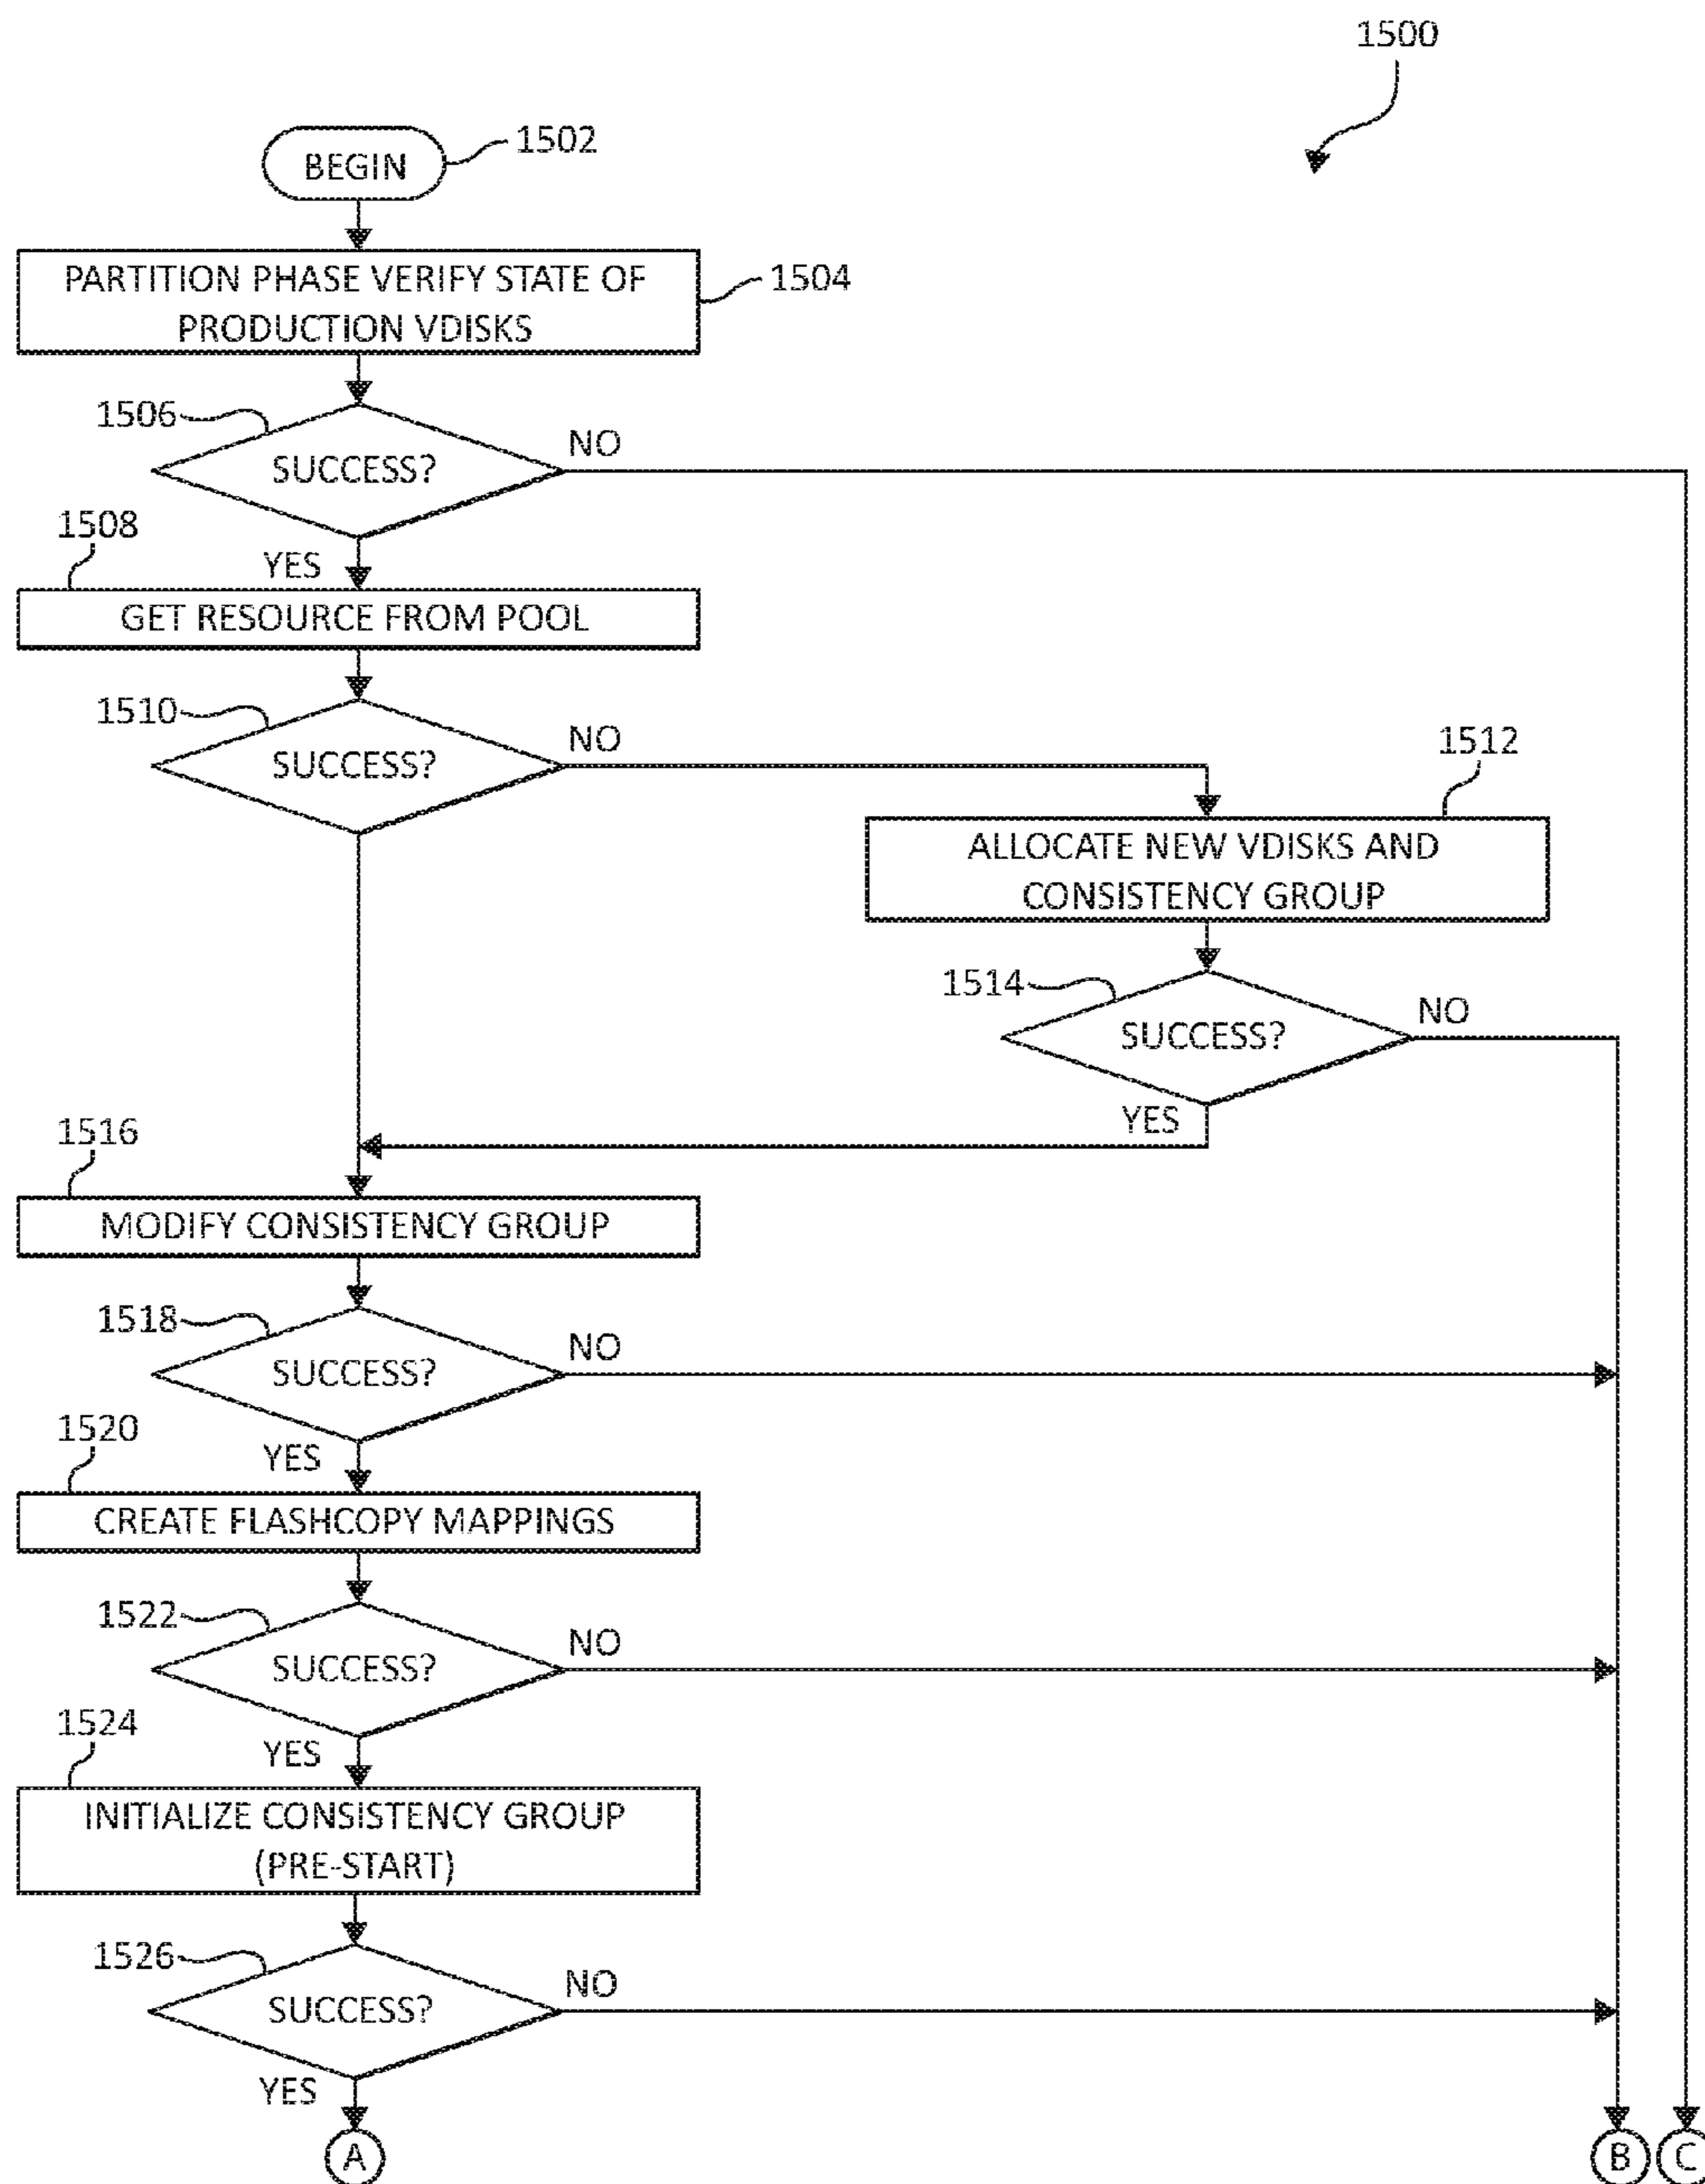 1500
BEGIN
1502
PARTITION PHASE VERIFY STATE OF
PRODUCTION VDISKS
1504
1506
SUCCESS?
NO
YES
1508
GET RESOURCE FROM POOL
1510
SUCCESS?
NO
1512
ALLOCATE NEW VDISKS AND
CONSISTENCY GROUP
1514
SUCCESS?
NO
YES
1516
MODIFY CONSISTENCY GROUP
1518
SUCCESS?
NO
YES
1520
CREATE FLASHCOPY MAPPINGS
1522
SUCCESS?
NO
YES
1524
INITIALIZE CONSISTENCY GROUP
(PRE-START)
1526
SUCCESS?
NO
YES
A
B
C